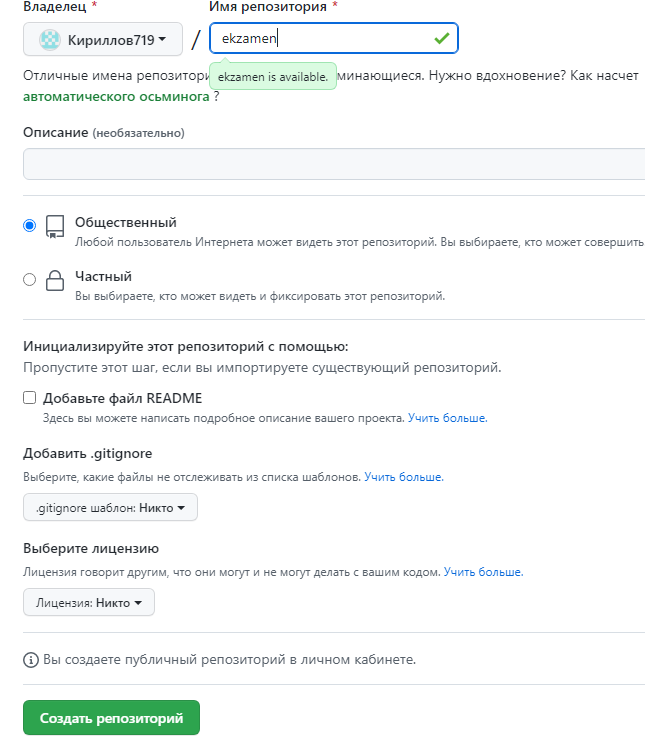 Владелец * Имя репозитория *
Кириллов719 / ekzamen
Отличные имена репозитори минающиеся. Нужно вдохновение? Как насчет
ekzamen is available.
автоматического осьминога ?
Описание (необязательно)
Общественный
Любой пользователь Интернета может видеть этот репозиторий. Вы выбираете, кто может совершить
Частный
Вы выбираете, кто может видеть и фиксировать этот репозиторий.
Инициализируйте этот репозиторий с помощью:
Пропустите этот шаг, если вы импортируете существующий репозиторий.
Добавьте файл README
Здесь вы можете написать подробное описание вашего проекта. Учить больше.
Добавить .gitignore
Выберите, какие файлы не отслеживать из списка шаблонов. Учить больше.
.gitignore шаблон: Никто
Выберите лицензию
Лицензия говорит другим, что они могут и не могут делать с вашим кодом. Учить больше.
Лицензия: Никто
Вы создаете публичный репозиторий в личном кабинете.
Создать репозиторий